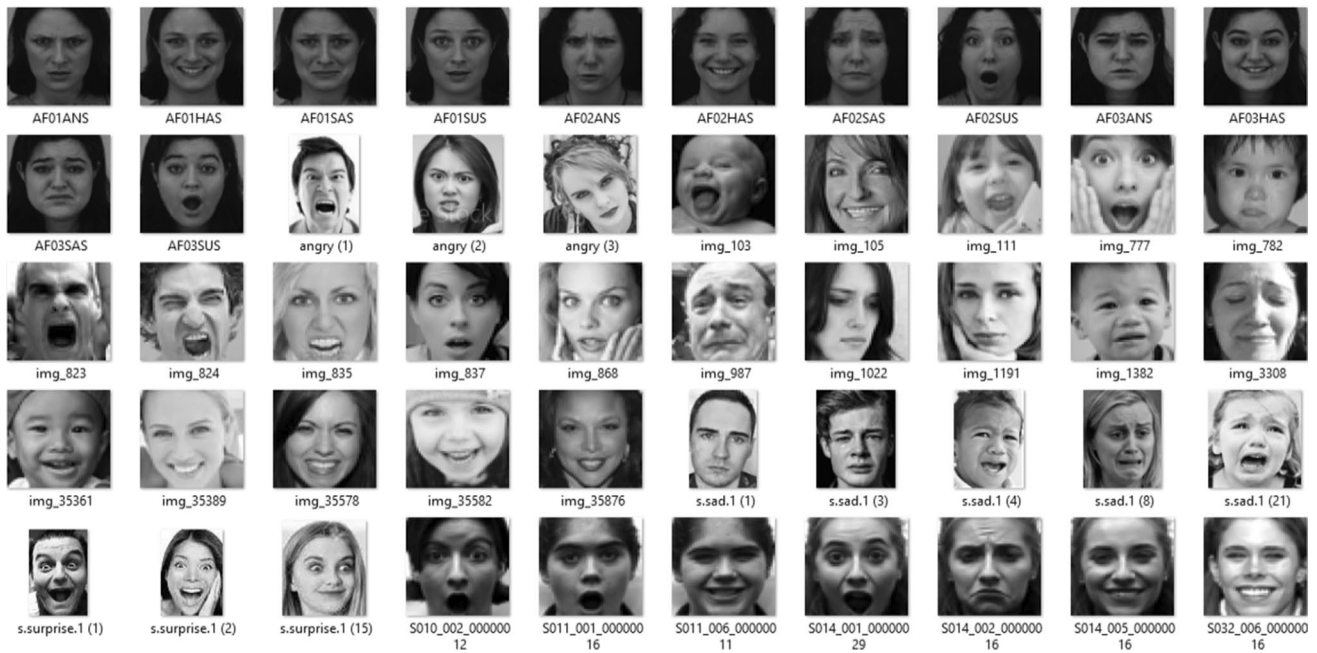 AF01ANS AF01HAS AF01SAS AF01SUS AF02ANS AF02HAS AF02SAS AF02SUS AF03ANS AF03HAS
AF03SAS AF03SUS angry (1) angry (2) angry (3) img_103 img_105 img_111 img_777 img_782
img_823 img_824 img_835 img_837 img_868 img_987 img_1022 img_1191 img_1382 img_3308
img_35361 img_35389 img_35578 img_35582 img_35876 s.sad.1 (1) s.sad.1 (3) s.sad.1 (4) s.sad.1 (8) s.sad.1 (21)
s.surprise.1 (1) s.surprise.1 (2) s.surprise.1 (15) S010_002_000000 S011_001_000000 S011_006_000000 S014_001_000000 S014_002_000000 S014_005_000000 S032_006_000000
12 16 11 29 16 16 16